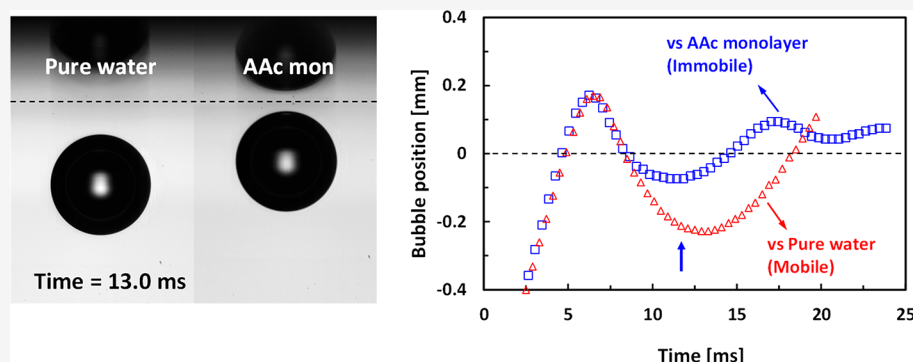 Pure water
AAc mon
Time = 13.0 ms
Bubble position [mm]
0.4
0.2
0
-0.2
-0.4
vs AAc monolayer
(Immobile)
vs Pure water
(Mobile)
0
5
10
15
20
25
Time [ms]